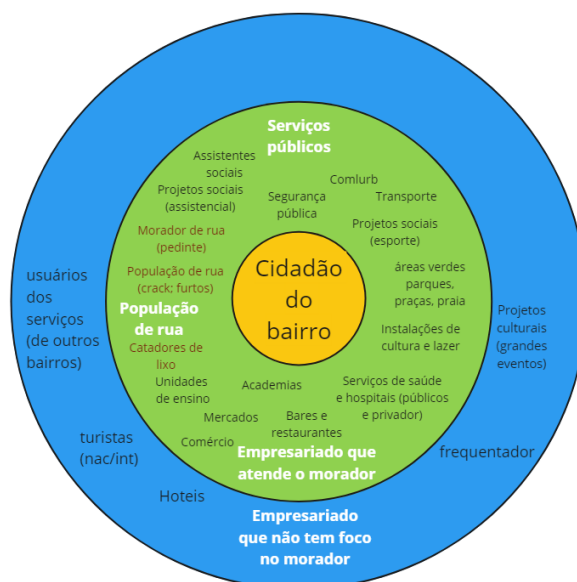 Serviços
públicos
Assistentes
sociais
Projetos sociais
(assistencial)
Comlurb
Segurança
pública
Transporte
Projetos sociais
(esporte)
Morador de rua
(pedinte)
População de rua
(crack; furtos)
População
de rua
Catadores de
lixo
Cidadão
do
bairro
áreas verdes
parques,
praças, praia
Instalações de
cultura e lazer
Unidades
de ensino
Academias
Serviços de saúde
e hospitais (públicos
e privador)
Mercados
Bares e
restaurantes
Comércio
Empresariado que
atende o morador
usuários
dos
serviços
(de outros
bairros)
Projetos
culturais
(grandes
eventos)
turistas
(nac/int)
frequentador
Hoteis
Empresariado
que não tem foco
no morador